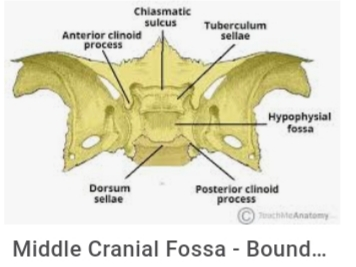 Chiasmatic
sulcus
Tuberculum
sellae
Anterior clinoid
process
Hypophysial
fossa
Dorsum
sellae
Posterior clinoid
process
© TeachMeAnatomy
Middle Cranial Fossa - Bound...